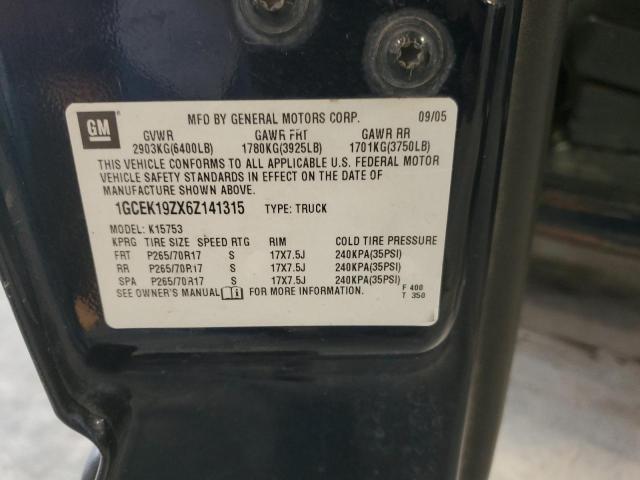 GM MFD BY GENERAL MOTORS CORP. 09/05
GVWR GAWR FRT GAWR RR
2903KG(6400LB) 1780KG(3925LB) 1701KG(3750LB)
THIS VEHICLE CONFORMS TO ALL APPLICABLE U.S. FEDERAL MOTOR
VEHICLE SAFETY STANDARDS IN EFFECT ON THE DATE OF
MANUFACTURE SHOWN ABOVE.
1GCEK19ZX6Z141315 TYPE: TRUCK
MODEL: K15753
KPRG TIRE SIZE SPEED RTG RIM COLD TIRE PRESSURE
FRT P265/70R17 S 17X7.5J 240KPA(35PSI)
RR P265/70R17 S 17X7.5J 240KPA(35PSI)
SPA P265/70R17 S 17X7.5J 240KPA(35PSI)
SEE OWNER'S MANUAL FOR MORE INFORMATION. F 400
T 350